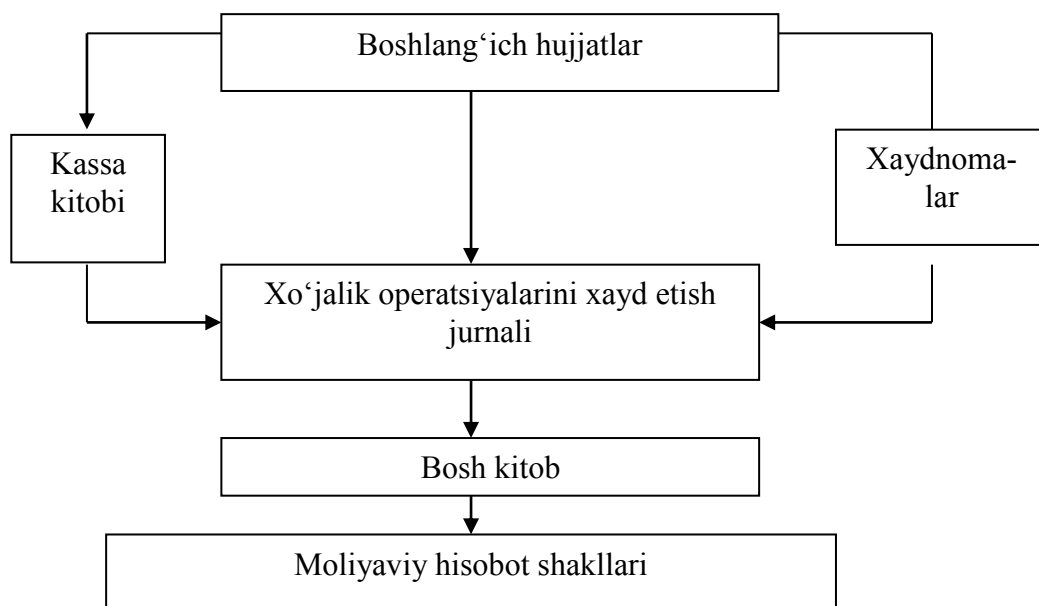 Boshlang‘ich hujjatlar
Kassa
kitobi
Xaydnoma-
lar
Xo‘jalik operatsiyalarini xayd etish
jurnali
Bosh kitob
Moliyaviy hisobot shakllari